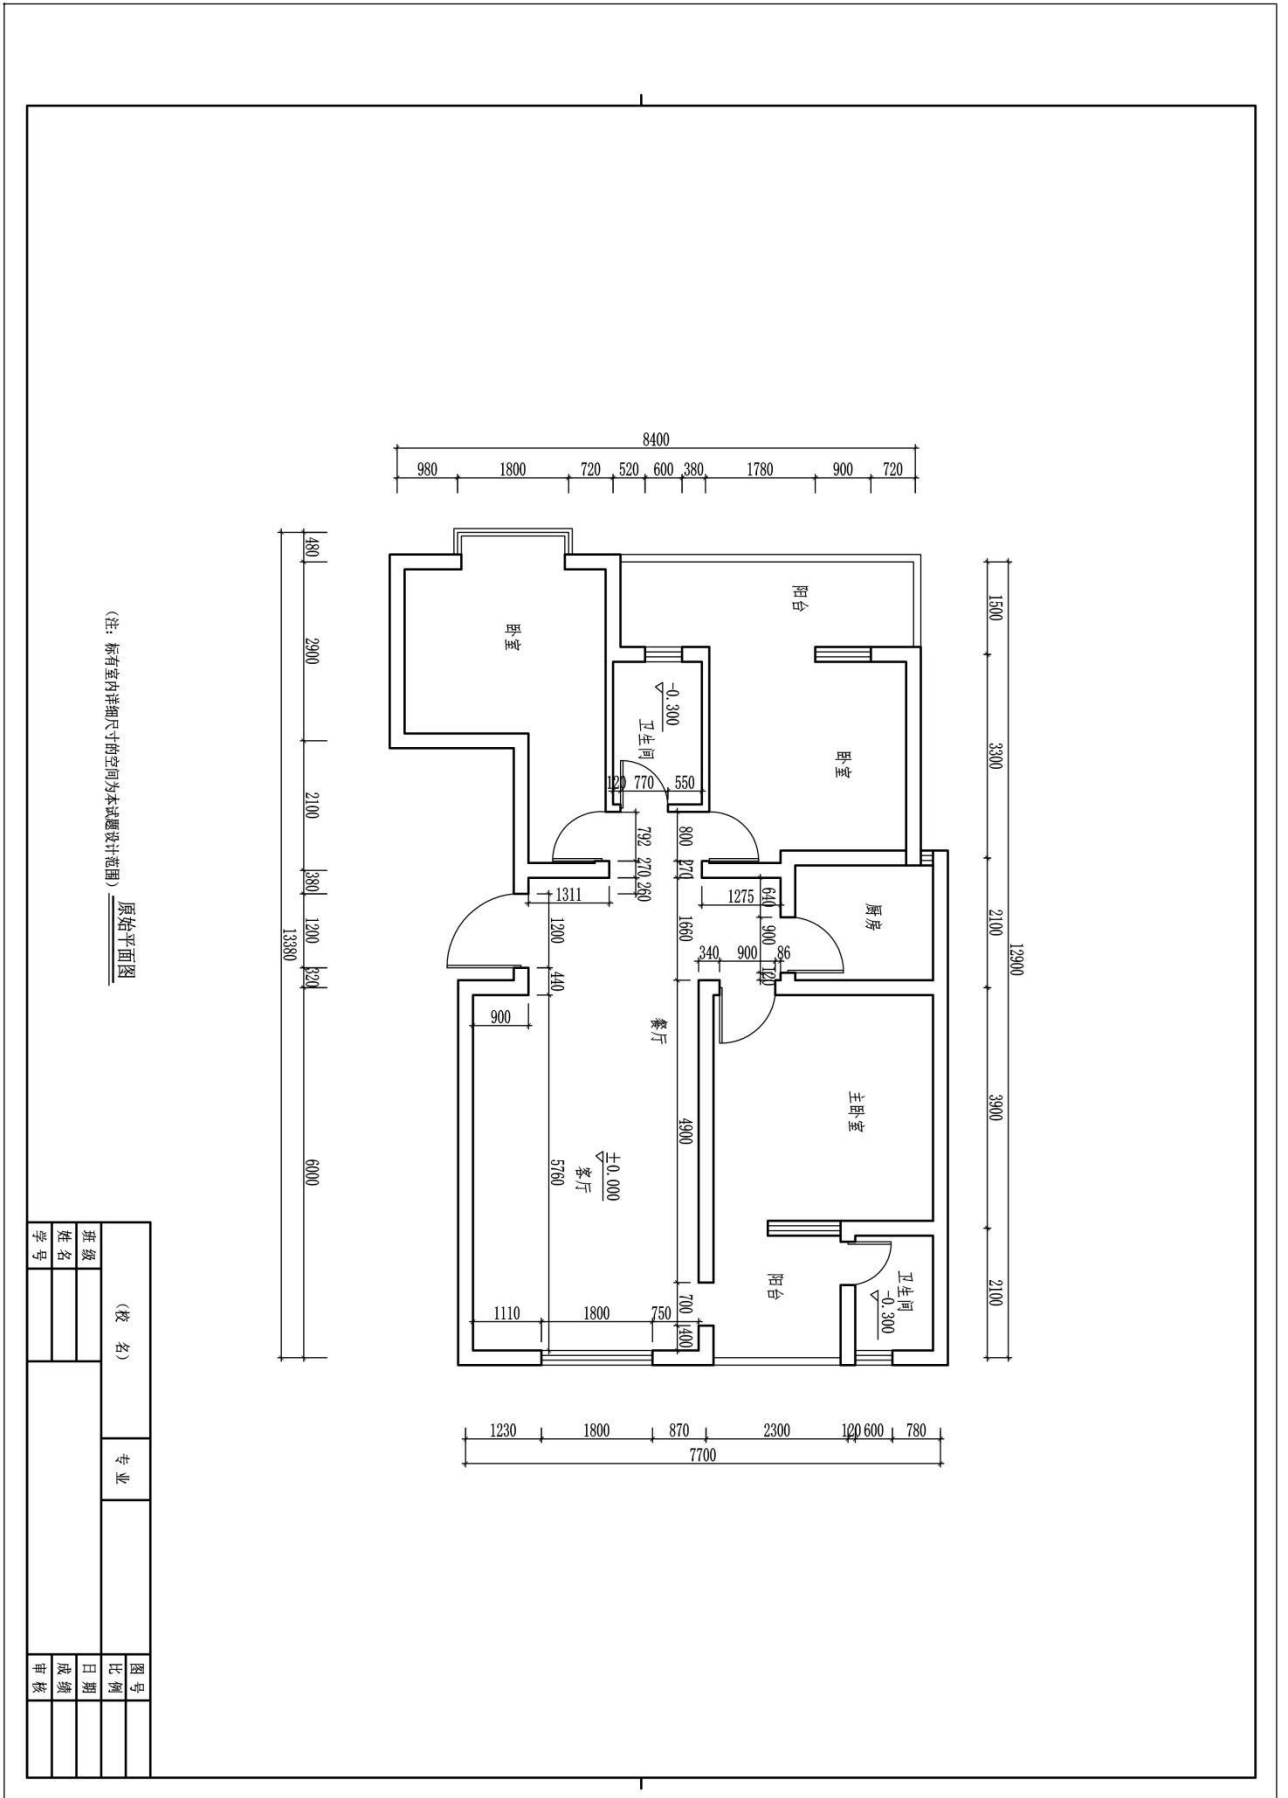 8400
980 1800 720 520 600 380 1780 900 720
480 2900 2100 380 1200 320 6000
13380
1500 3300 2100 3900 2100
12900
阳台
卧室
-0.300
卫生间
卧室
120 770 550
792 270 260
800 270 1660 4900 700 400
1311
1275
640 900 120
厨房
340 900 86
1200 440 5760
900
餐厅
主卧室
±0.000
客厅
阳台
卫生间
-0.300
1110 1800 750
1230 1800 870 2300 120 600 780
7700
(注: 标有室内详细尺寸的空间为本试题设计范围)
原始平面图
(校 名)
专 业
图 号
比 例
班 级
日 期
姓 名
成 绩
学 号
审 核